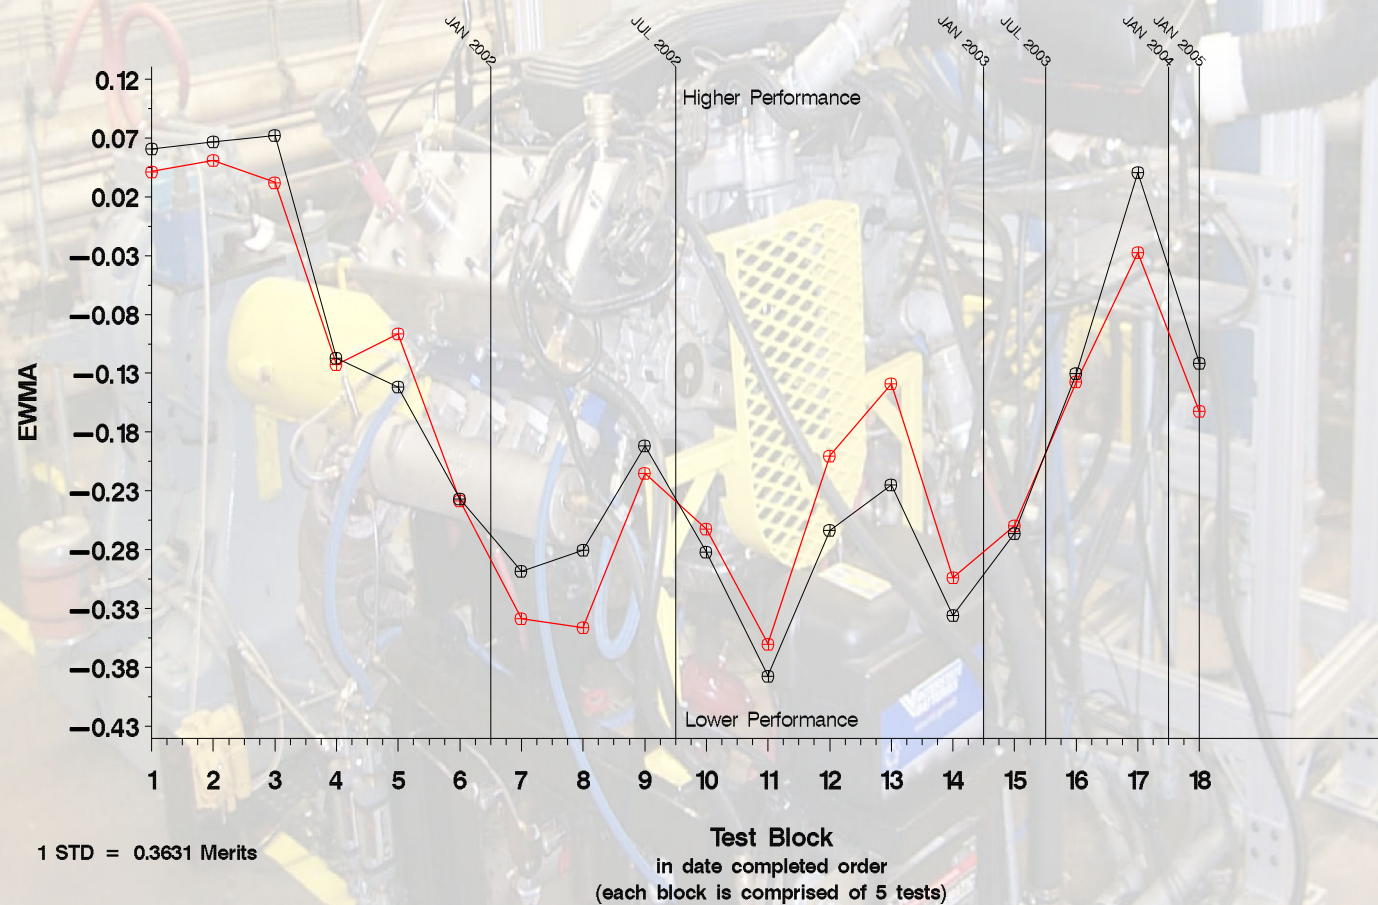 JAN 2002
JUL 2002
JAN 2003
JUL 2003
JAN 2004
JAN 2005
Higher Performance
0.12
0.07
0.02
−0.03
−0.08
−0.13
−0.18
−0.23
−0.28
−0.33
−0.38
−0.43
EWMA
Lower Performance
1 2 3 4 5 6 7 8 9 10 11 12 13 14 15 16 17 18
Test Block
in date completed order
(each block is comprised of 5 tests)
1 STD = 0.3631 Merits